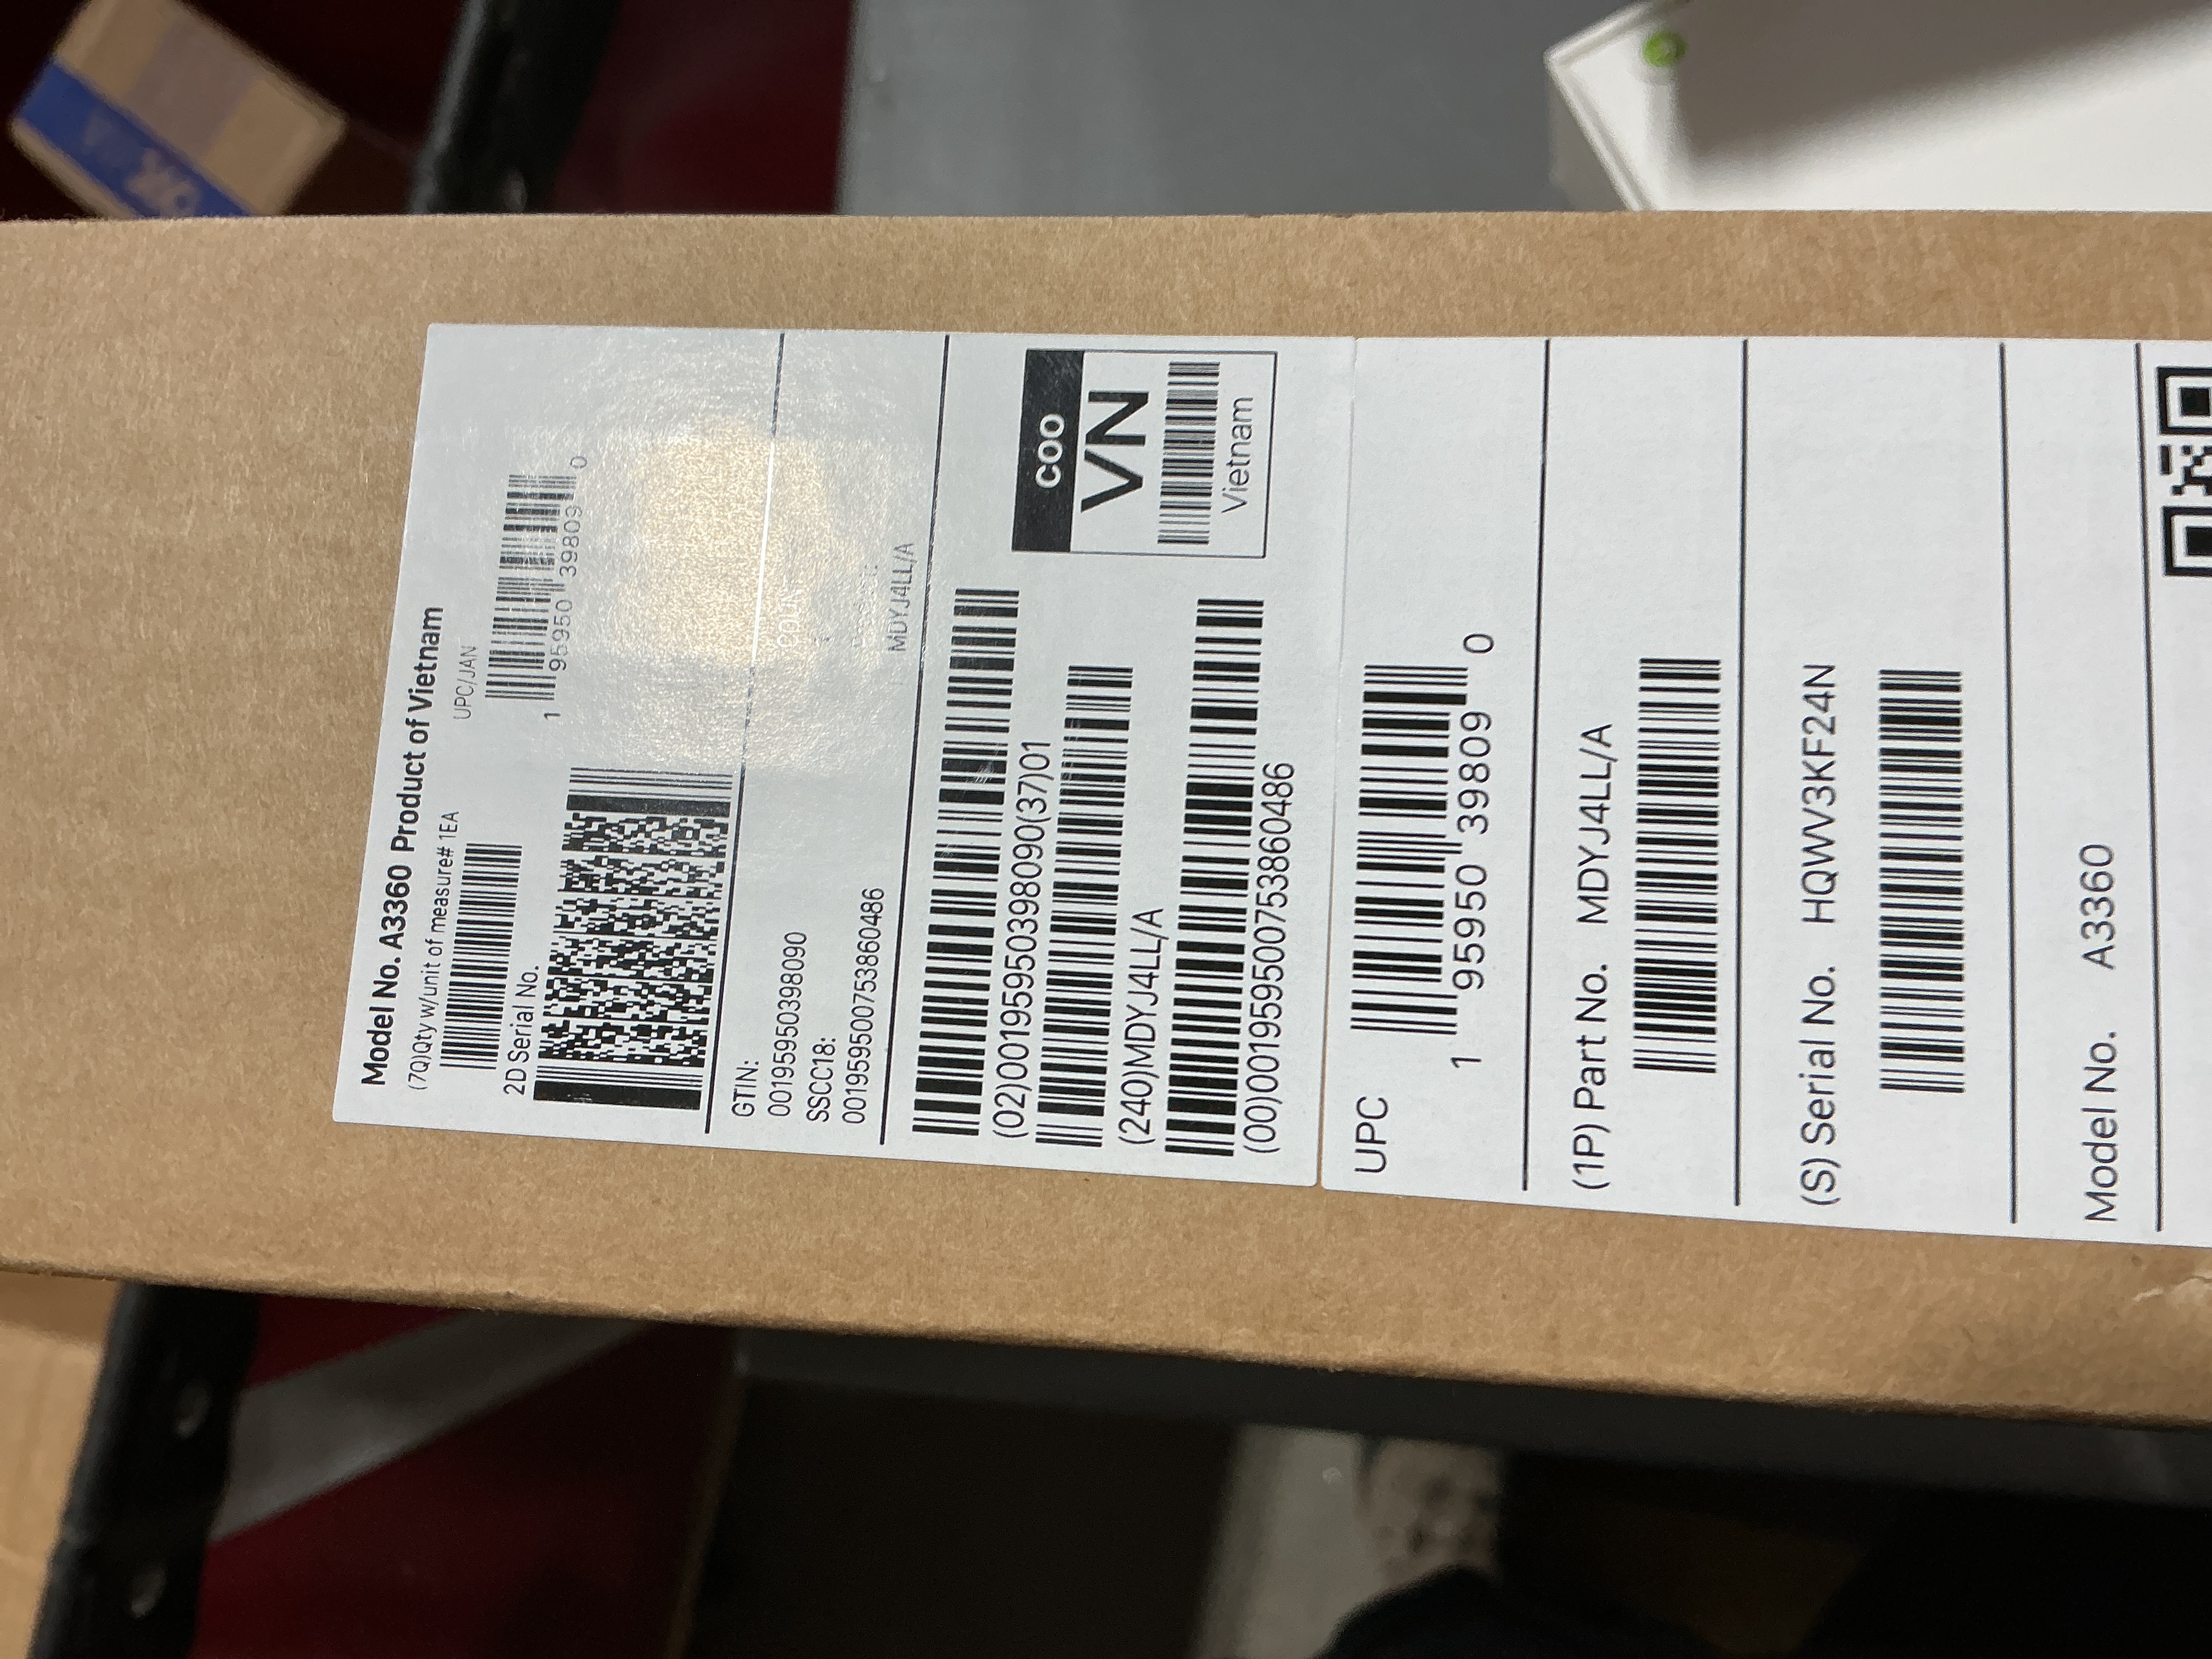 Model No. A3360 Product of Vietnam
(7Q)Qty w/unit of measure# 1EA
UPC/JAN
1 95950 39809 0
2D Serial No.
GTIN:
00195950398090
SSCC18:
001959500753860486
MDYJ4LL/A
(02)00195950398090(37)01
(240)MDYJ4LL/A
(00)001959500753860486
COO
VN
Vietnam
UPC
1 95950 39809 0
(1P) Part No. MDYJ4LL/A
(S) Serial No. HQWV3KF24N
Model No. A3360